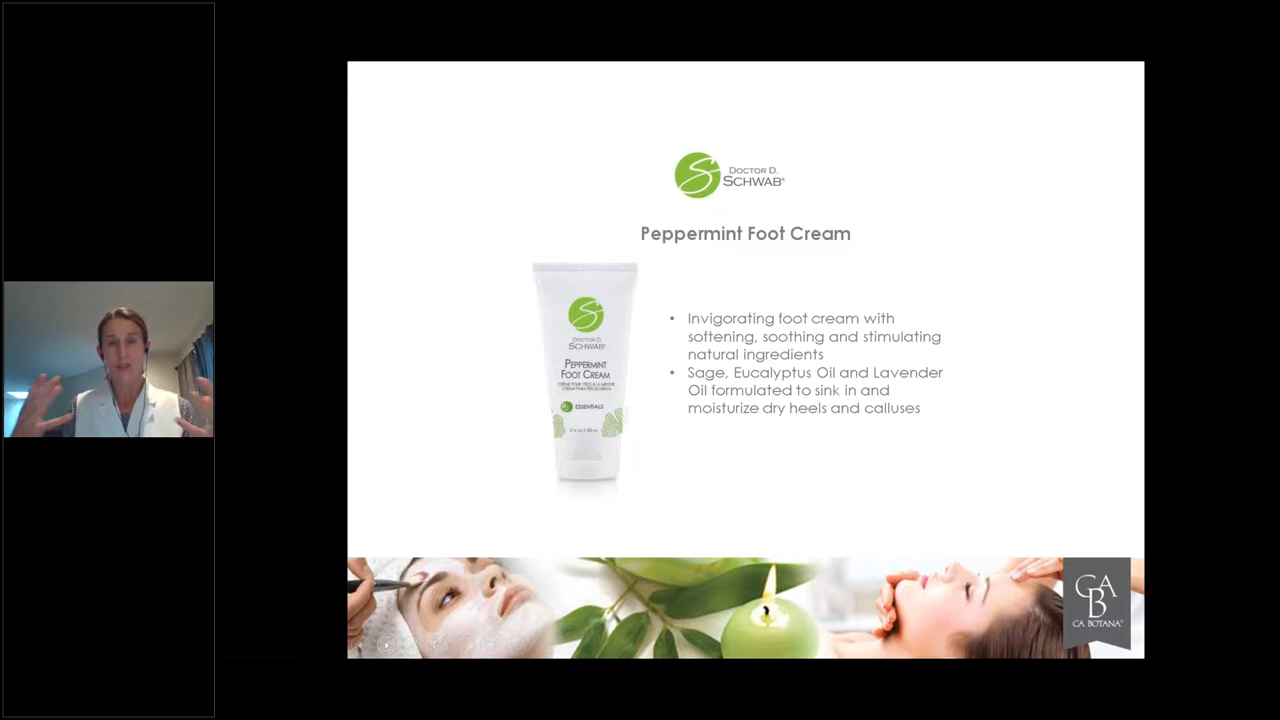 DOCTOR D.
SCHWAB®
Peppermint Foot Cream
DOCTOR D.
SCHWAB®
PEPPERMINT
FOOT CREAM
CRÈME POUR PIEDS À LA MENTHE
CREMA PARA PIES DE MENTA
ESSENTIALS
• Invigorating foot cream with
softening, soothing and stimulating
natural ingredients
• Sage, Eucalyptus Oil and Lavender
Oil formulated to sink in and
moisturize dry heels and calluses
CA
B
CA BOTANA®